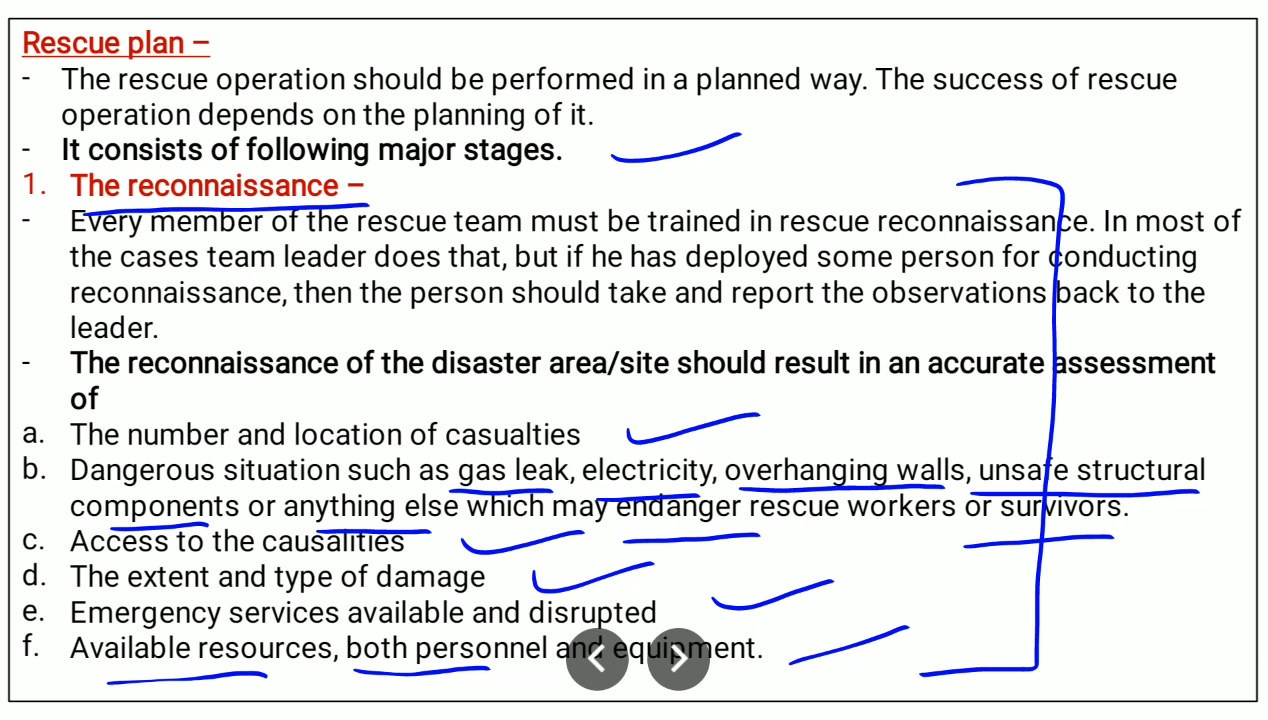 Rescue plan –
- The rescue operation should be performed in a planned way. The success of rescue
operation depends on the planning of it.
- It consists of following major stages.
1. The reconnaissance –
- Every member of the rescue team must be trained in rescue reconnaissance. In most of
the cases team leader does that, but if he has deployed some person for conducting
reconnaissance, then the person should take and report the observations back to the
leader.
- The reconnaissance of the disaster area/site should result in an accurate assessment
of
a. The number and location of casualties
b. Dangerous situation such as gas leak, electricity, overhanging walls, unsafe structural
components or anything else which may endanger rescue workers or survivors.
c. Access to the causalities
d. The extent and type of damage
e. Emergency services available and disrupted
f. Available resources, both personnel and equipment.